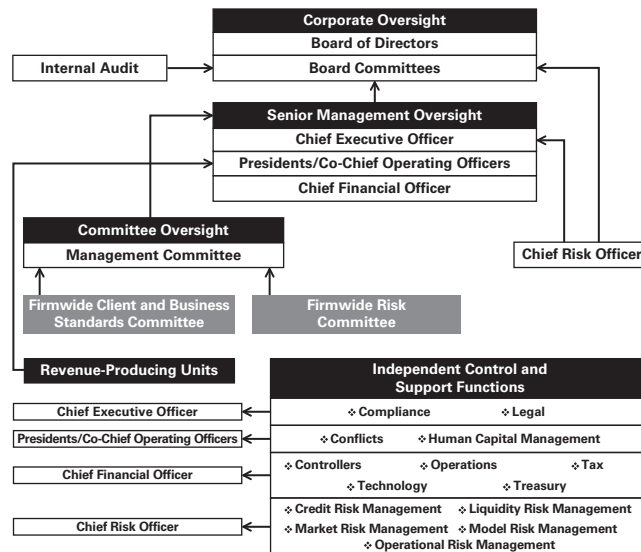 Corporate Oversight
Board of Directors
Internal Audit
Board Committees
Senior Management Oversight
Chief Executive Officer
Presidents/Co-Chief Operating Officers
Chief Financial Officer
Committee Oversight
Management Committee
Chief Risk Officer
Firmwide Client and Business
Standards Committee
Firmwide Risk
Committee
Revenue-Producing Units
Independent Control and
Support Functions
Chief Executive Officer
❖ Compliance ❖ Legal
Presidents/Co-Chief Operating Officers
❖ Conflicts ❖ Human Capital Management
Chief Financial Officer
❖ Controllers ❖ Operations ❖ Tax
❖ Technology ❖ Treasury
Chief Risk Officer
❖ Credit Risk Management ❖ Liquidity Risk Management
❖ Market Risk Management ❖ Model Risk Management
❖ Operational Risk Management